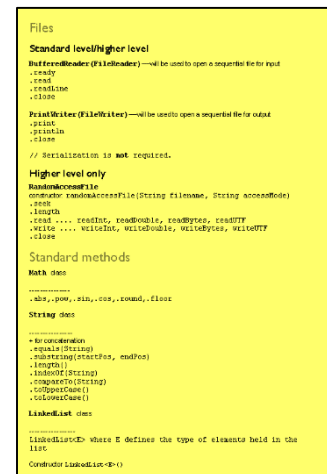 Files
Standard level/higher level
BufferedReader(FileReader)—will be used to open a sequential file for input
.ready
.read
.readLine
.close
PrintWriter(FileWriter)—will be used to open a sequential file for output
.print
.println
.close
// Serialization is not required.
Higher level only
RandomAccessFile
constructor randomAccessFile(String filename, String accessMode)
.seek
.length
.read .... readInt, readDouble, readBytes, readUTF
.write .... writeInt, writeDouble, writeBytes, writeUTF
.close
Standard methods
Math class
----------------
.abs,.pow,.sin,.cos,.round,.floor
String class
----------------
+ for concatenation
.equals(String)
.substring(startPos, endPos)
.length()
.indexOf(String)
.compareTo(String)
.toUpperCase()
.toLowerCase()
LinkedList class
----------------
LinkedList<E> where E defines the type of elements held in the
list
Constructor LinkedList<E>()